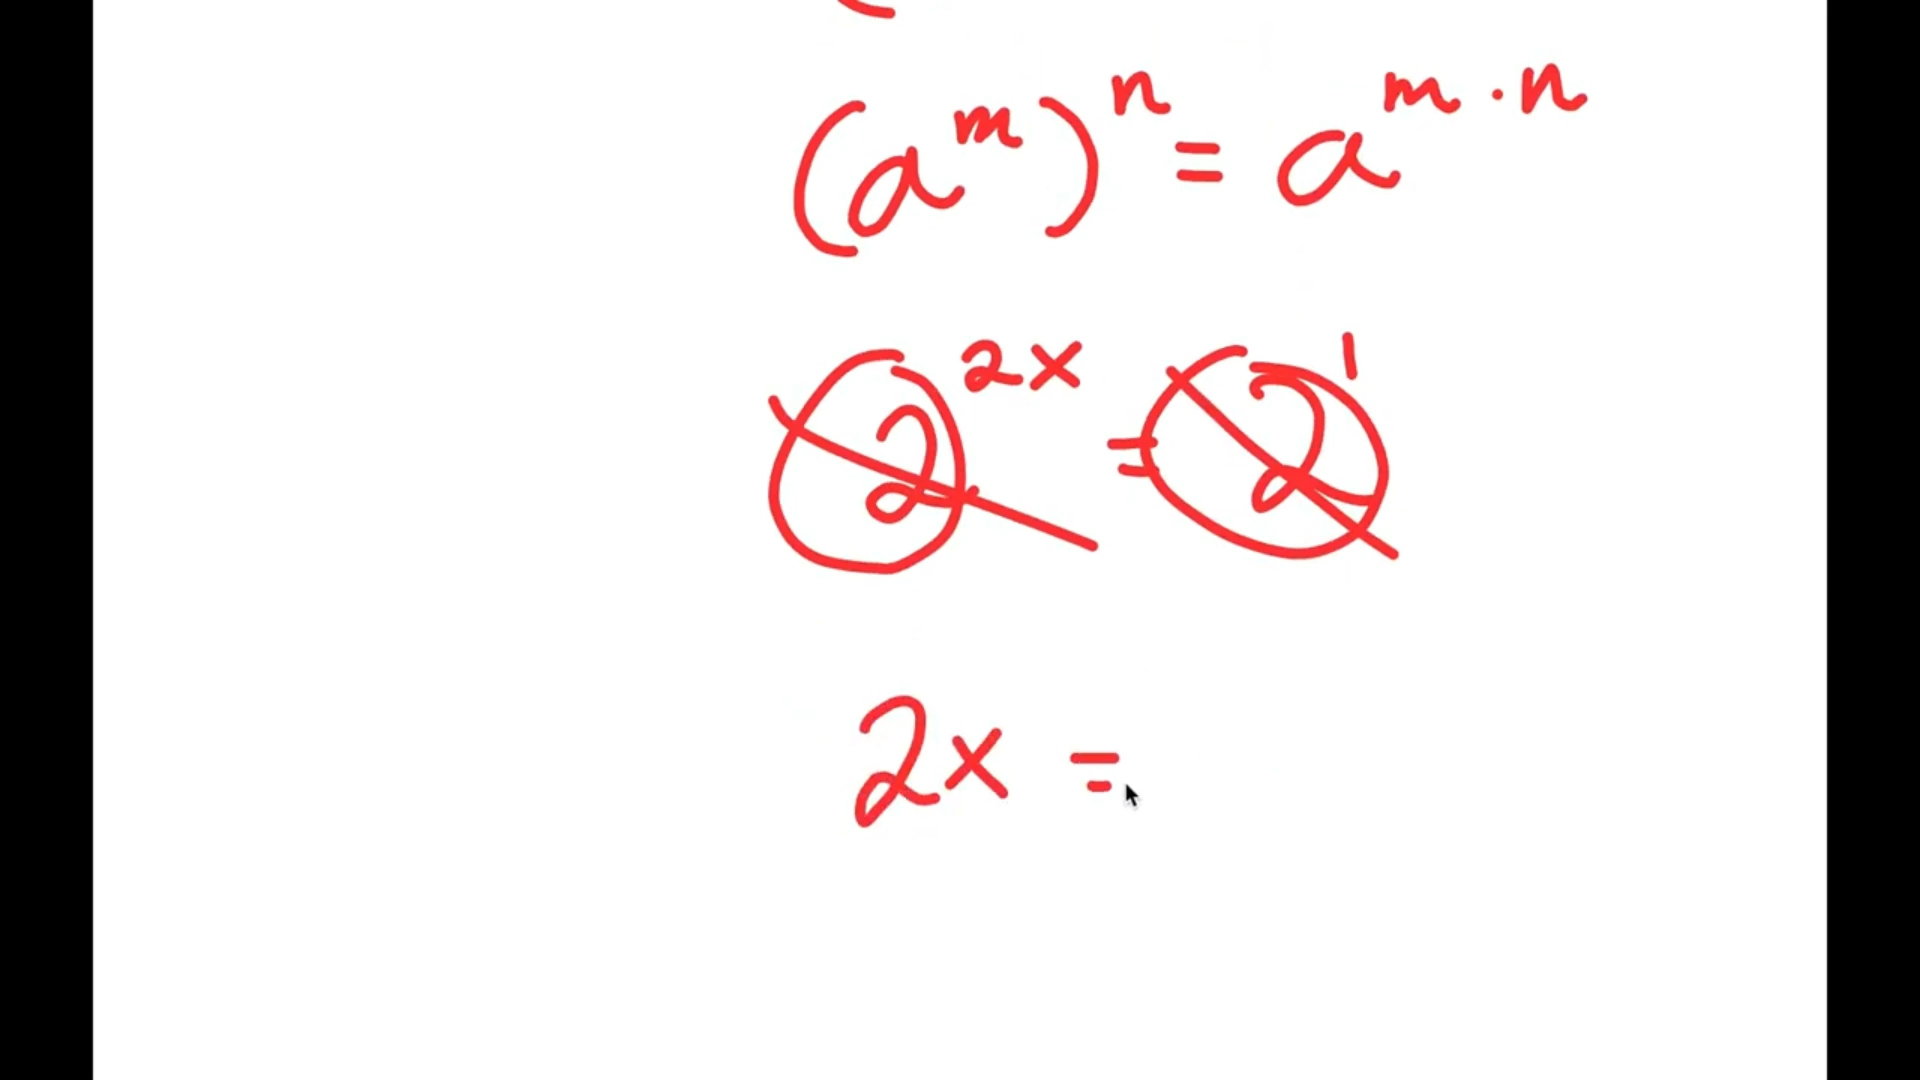 (a^m)^n = a^{m·n}
2^{2x} = 2^1
2x =